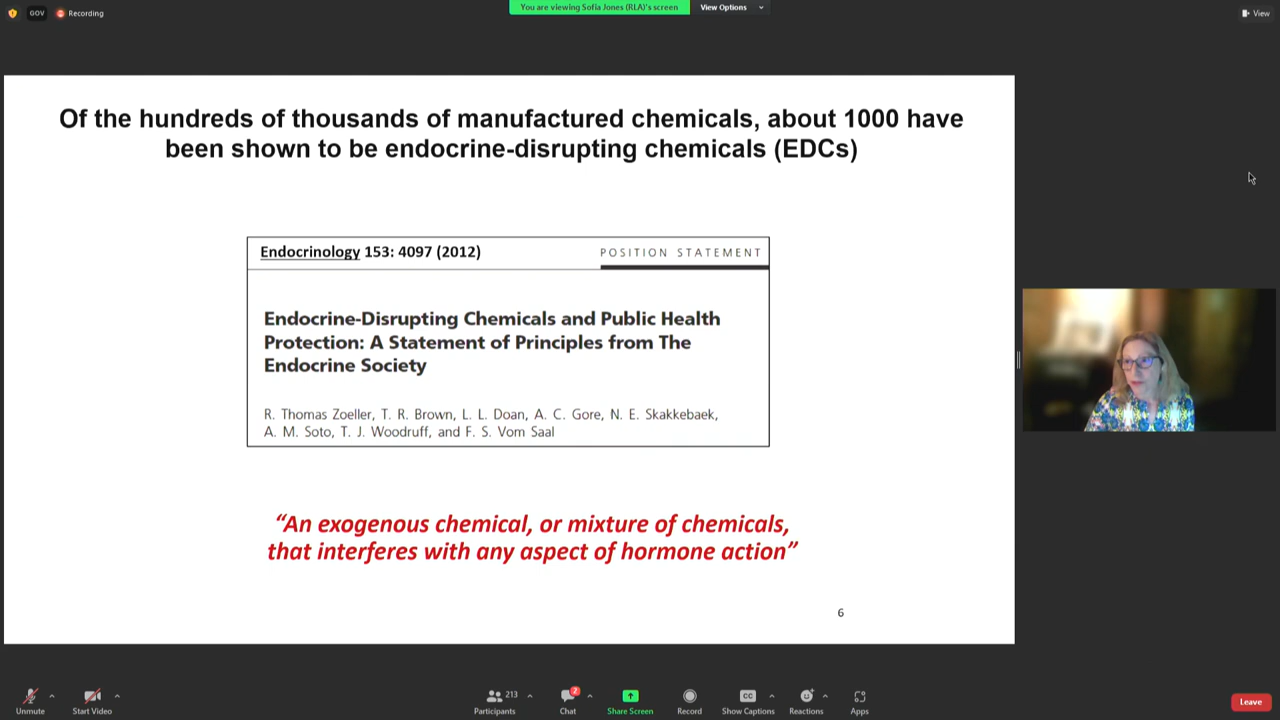 GOV
Recording
You are viewing Sofia Jones (RLA)'s screen
View Options
View
Of the hundreds of thousands of manufactured chemicals, about 1000 have
been shown to be endocrine-disrupting chemicals (EDCs)
Endocrinology 153: 4097 (2012)
POSITION STATEMENT
Endocrine-Disrupting Chemicals and Public Health
Protection: A Statement of Principles from The
Endocrine Society
R. Thomas Zoeller, T. R. Brown, L. L. Doan, A. C. Gore, N. E. Skakkebaek,
A. M. Soto, T. J. Woodruff, and F. S. Vom Saal
“An exogenous chemical, or mixture of chemicals,
that interferes with any aspect of hormone action”
6
Unmute
Start Video
213
Participants
2
Chat
Share Screen
Record
CC
Show Captions
Reactions
Apps
Leave